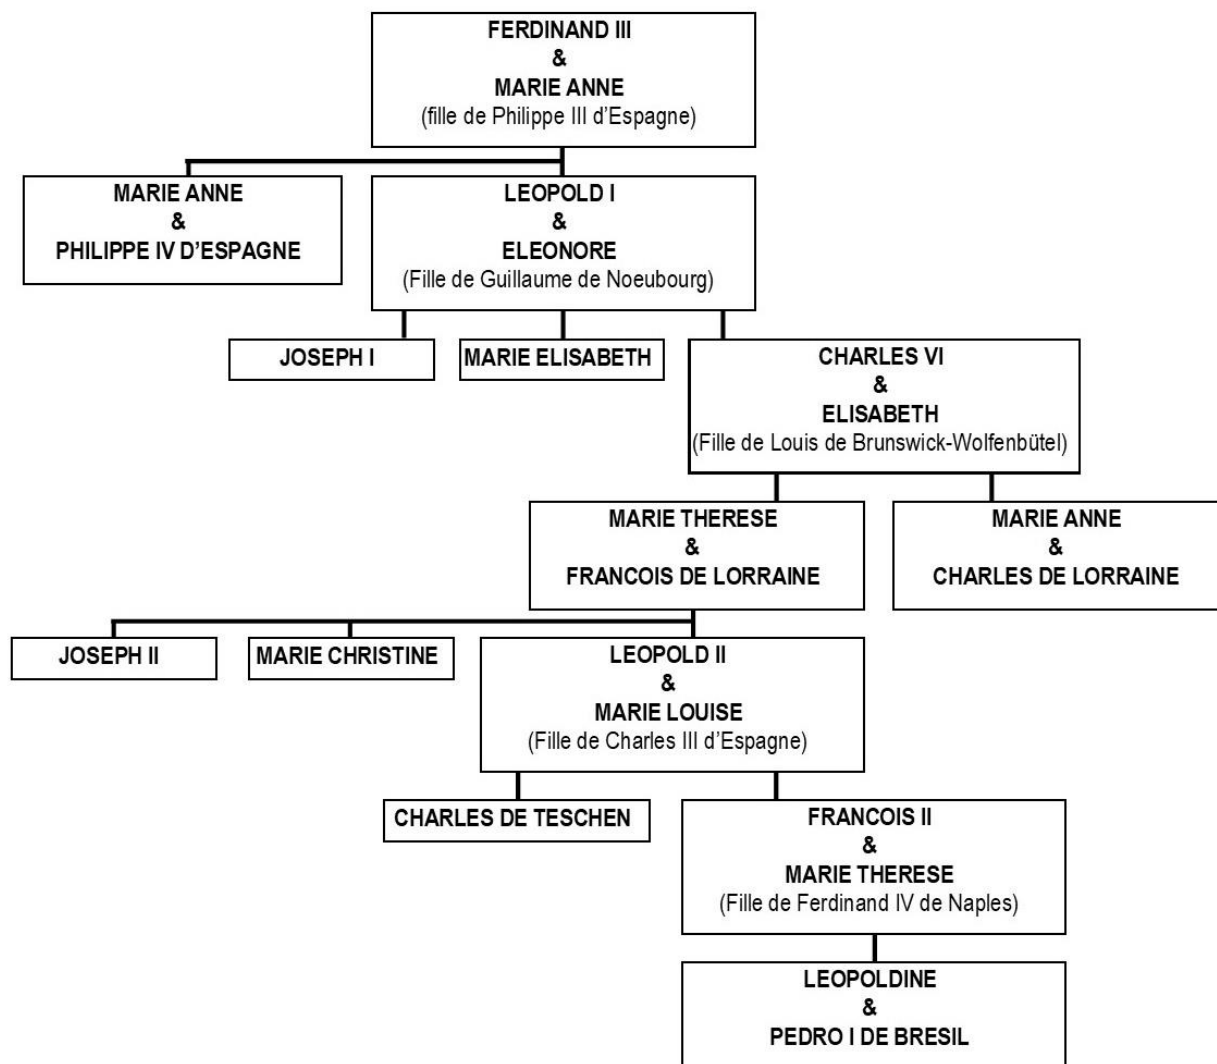 FERDINAND III
&
MARIE ANNE
(fille de Philippe III d'Espagne)
MARIE ANNE
&
PHILIPPE IV D'ESPAGNE
LEOPOLD I
&
ELEONORE
(Fille de Guillaume de Noeubourg)
JOSEPH I
MARIE ELISABETH
CHARLES VI
&
ELISABETH
(Fille de Louis de Brunswick-Wolfenbütel)
MARIE THERESE
&
FRANCOIS DE LORRAINE
MARIE ANNE
&
CHARLES DE LORRAINE
JOSEPH II
MARIE CHRISTINE
LEOPOLD II
&
MARIE LOUISE
(Fille de Charles III d'Espagne)
CHARLES DE TESCHEN
FRANCOIS II
&
MARIE THERESE
(Fille de Ferdinand IV de Naples)
LEOPOLDINE
&
PEDRO I DE BRESIL